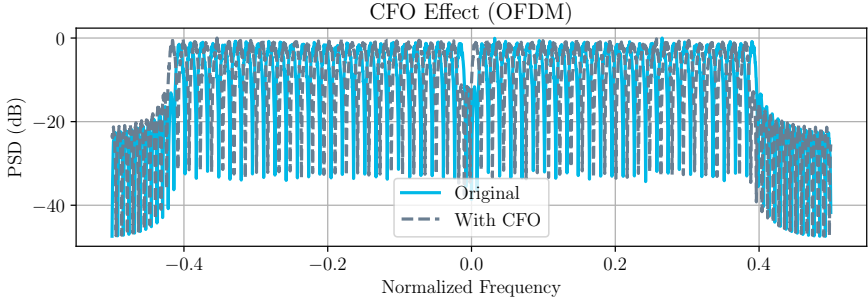 CFO Effect (OFDM)
PSD (dB)
0
−20
−40
Original
With CFO
−0.4
−0.2
0.0
0.2
0.4
Normalized Frequency